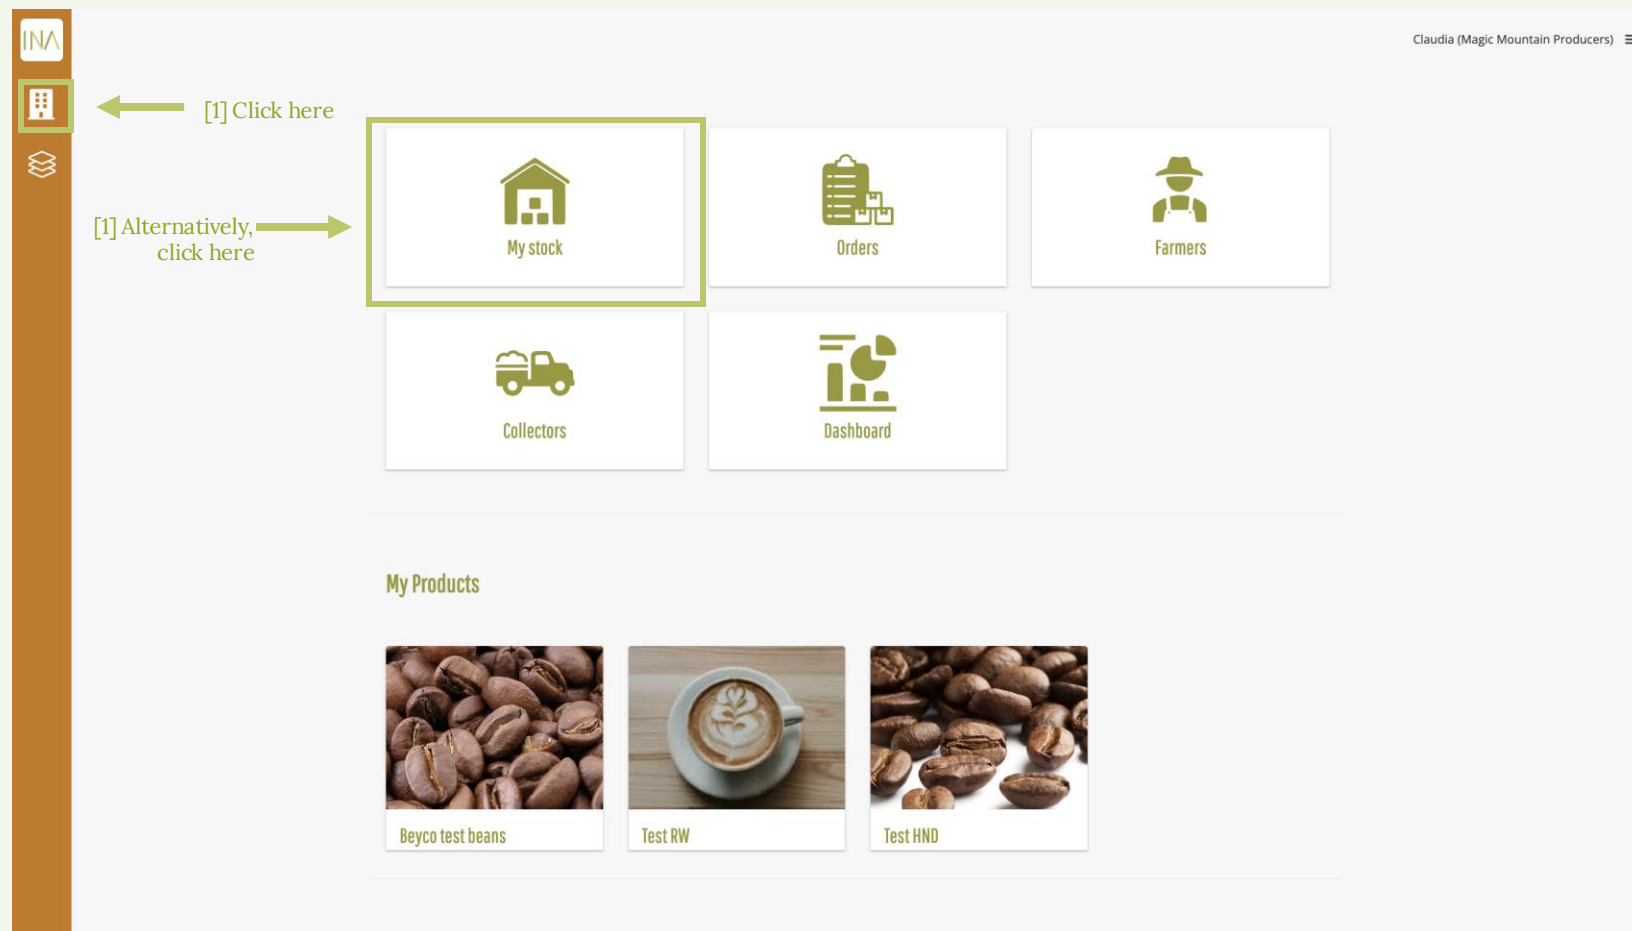 INA
Claudia (Magic Mountain Producers)
[1] Click here
[1] Alternatively,
click here
My stock
Orders
Farmers
Collectors
Dashboard
My Products
Beyco test beans
Test RW
Test HND